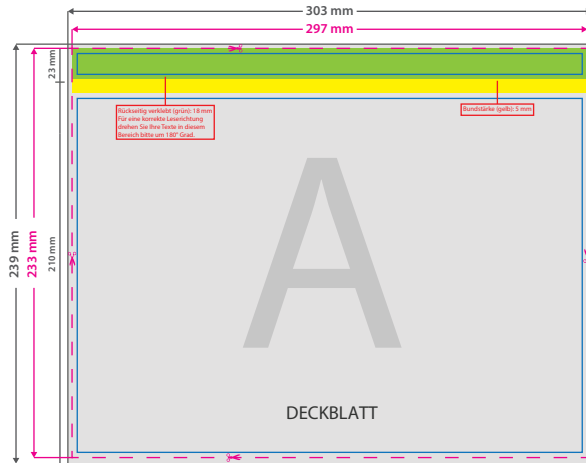 303 mm
297 mm
23 mm
Rückseitig verklebt (grün): 18 mm
Für eine korrekte Leserichtung
drehen Sie Ihre Texte in diesem
Bereich bitte um 180° Grad.
Bundstärke (gelb): 5 mm
239 mm
233 mm
210 mm
A
DECKBLATT